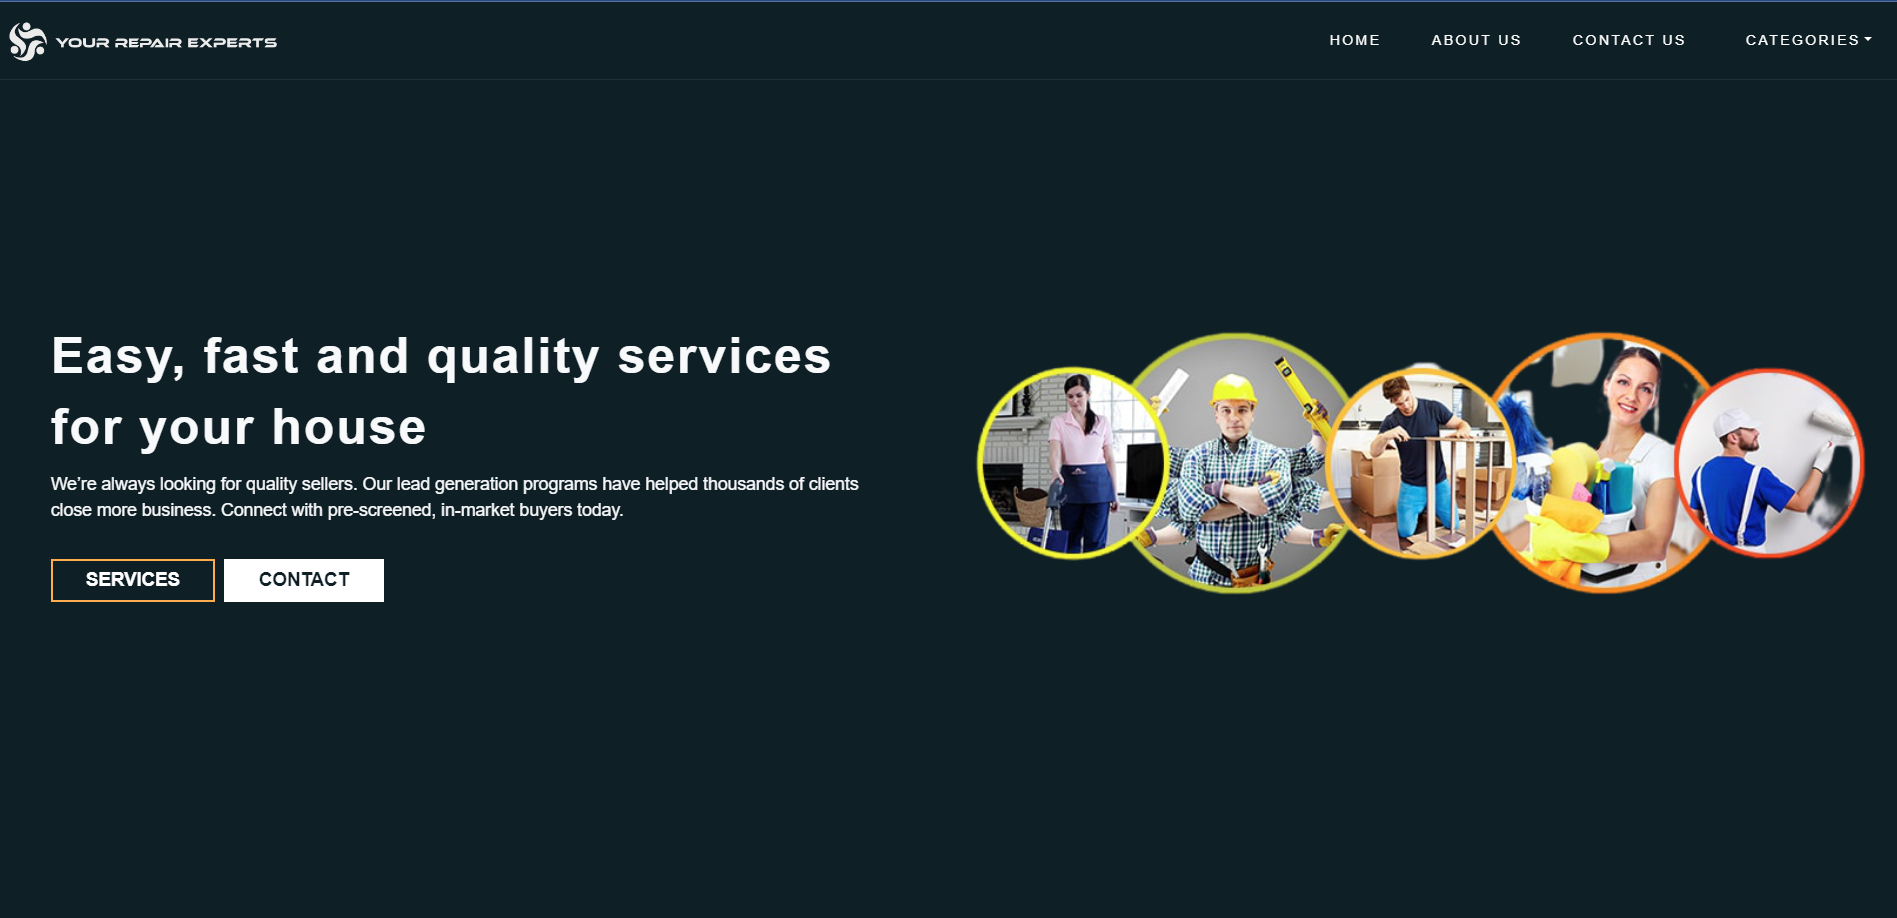 YOUR REPAIR EXPERTS
HOME ABOUT US CONTACT US CATEGORIES
Easy, fast and quality services
for your house
We’re always looking for quality sellers. Our lead generation programs have helped thousands of clients
close more business. Connect with pre-screened, in-market buyers today.
SERVICES CONTACT